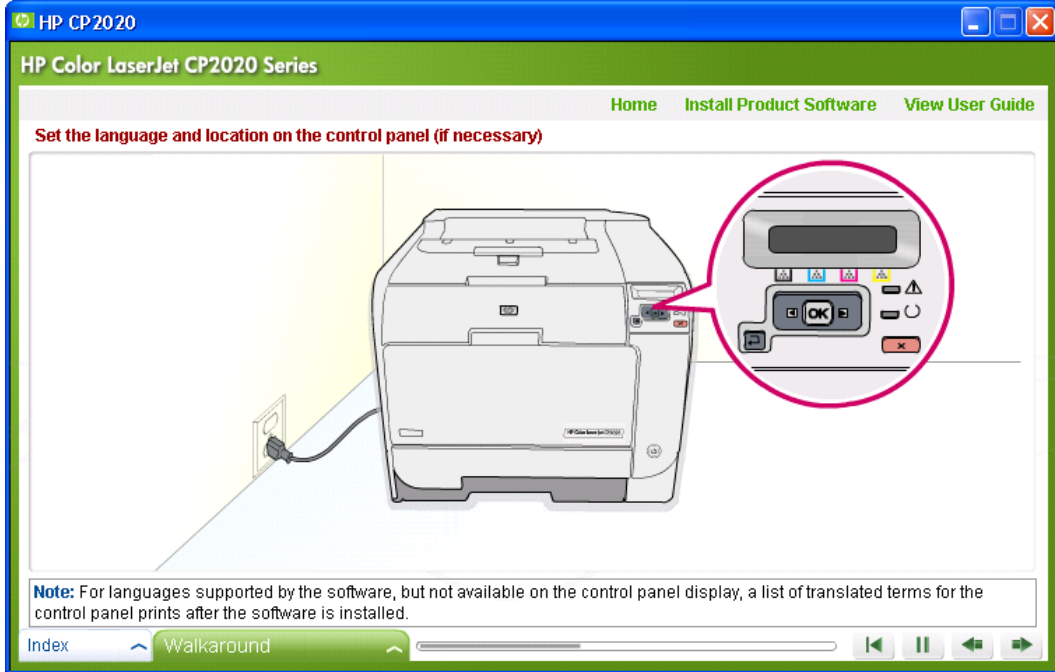 HP CP2020
HP Color LaserJet CP2020 Series
Home Install Product Software View User Guide
Set the language and location on the control panel (if necessary)
OK
Note: For languages supported by the software, but not available on the control panel display, a list of translated terms for the
control panel prints after the software is installed.
Index Walkaround